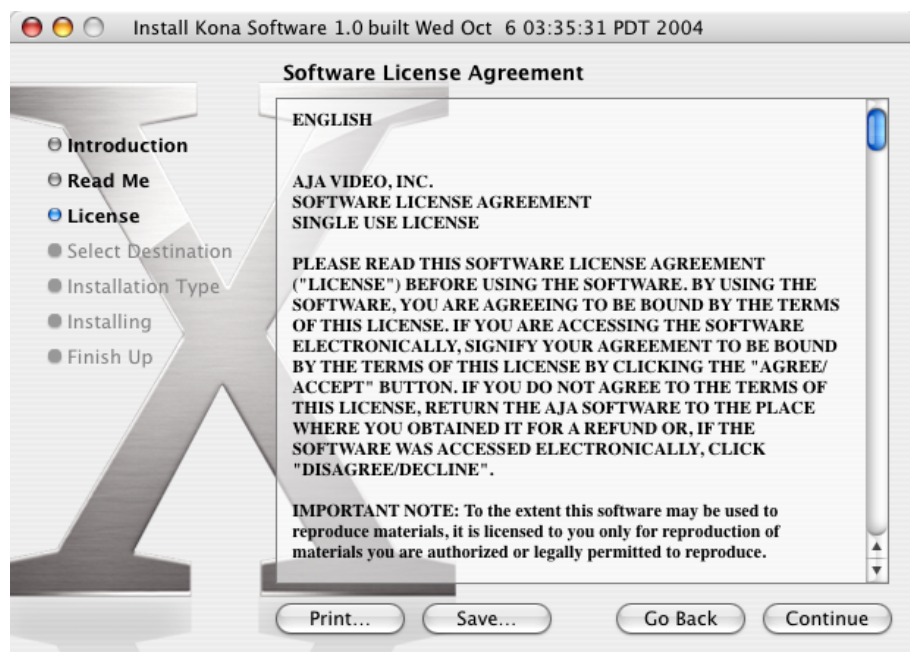 Install Kona Software 1.0 built Wed Oct  6 03:35:31 PDT 2004
Software License Agreement
Introduction
Read Me
License
Select Destination
Installation Type
Installing
Finish Up
ENGLISH
AJA VIDEO, INC.
SOFTWARE LICENSE AGREEMENT
SINGLE USE LICENSE
PLEASE READ THIS SOFTWARE LICENSE AGREEMENT
("LICENSE") BEFORE USING THE SOFTWARE. BY USING THE
SOFTWARE, YOU ARE AGREEING TO BE BOUND BY THE TERMS
OF THIS LICENSE. IF YOU ARE ACCESSING THE SOFTWARE
ELECTRONICALLY, SIGNIFY YOUR AGREEMENT TO BE BOUND
BY THE TERMS OF THIS LICENSE BY CLICKING THE "AGREE/
ACCEPT" BUTTON. IF YOU DO NOT AGREE TO THE TERMS OF
THIS LICENSE, RETURN THE AJA SOFTWARE TO THE PLACE
WHERE YOU OBTAINED IT FOR A REFUND OR, IF THE
SOFTWARE WAS ACCESSED ELECTRONICALLY, CLICK
"DISAGREE/DECLINE".
IMPORTANT NOTE: To the extent this software may be used to
reproduce materials, it is licensed to you only for reproduction of
materials you are authorized or legally permitted to reproduce.
Print...
Save...
Go Back
Continue